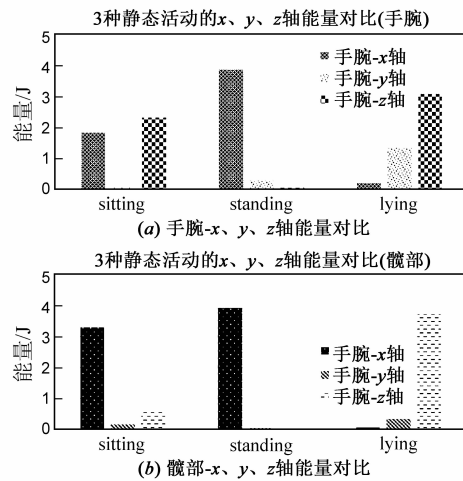 3种静态活动的x、y、z轴能量对比(手腕)
能量/J
5
4
3
2
1
0
手腕-x轴
手腕-y轴
手腕-z轴
sitting standing lying
(a) 手腕-x、y、z轴能量对比
3种静态活动的x、y、z轴能量对比(髋部)
能量/J
5
4
3
2
1
0
手腕-x轴
手腕-y轴
手腕-z轴
sitting standing lying
(b) 髋部-x、y、z轴能量对比